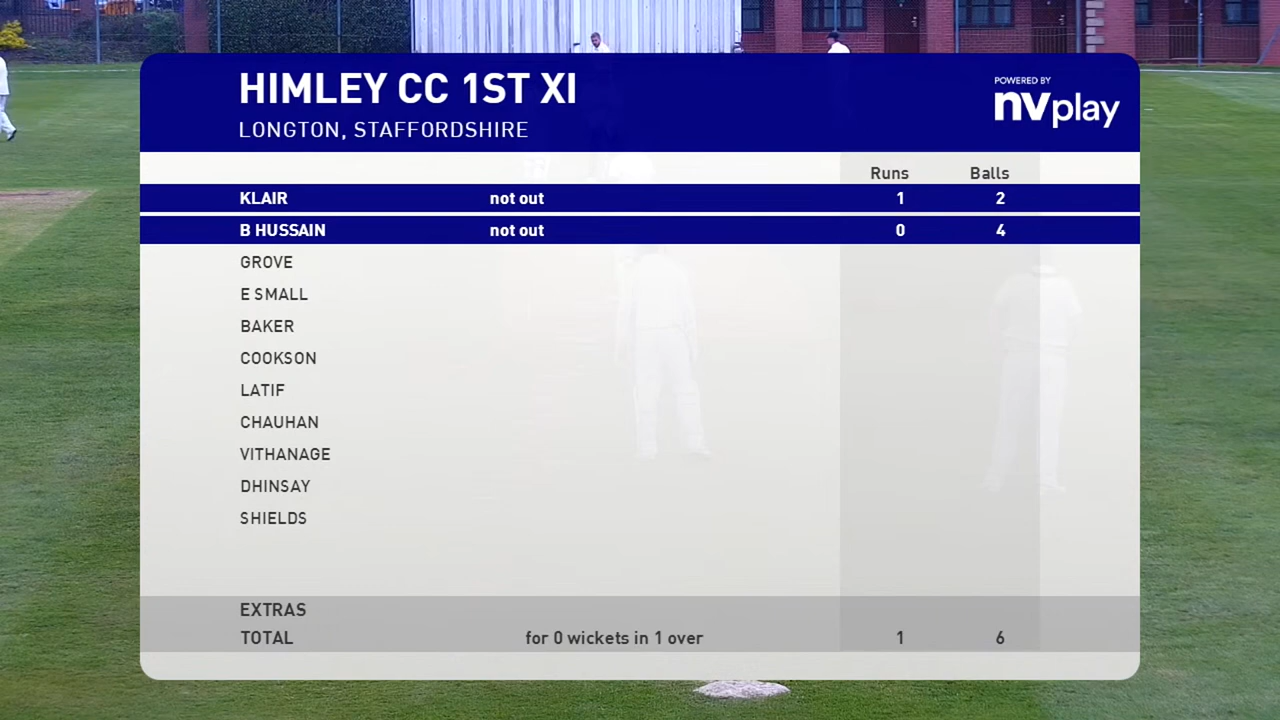 HIMLEY CC 1ST XI
LONGTON, STAFFORDSHIRE
POWERED BY
nvplay
Runs Balls
KLAIR not out 1 2
B HUSSAIN not out 0 4
GROVE
E SMALL
BAKER
COOKSON
LATIF
CHAUHAN
VITHANAGE
DHINSAY
SHIELDS
EXTRAS
TOTAL for 0 wickets in 1 over 1 6